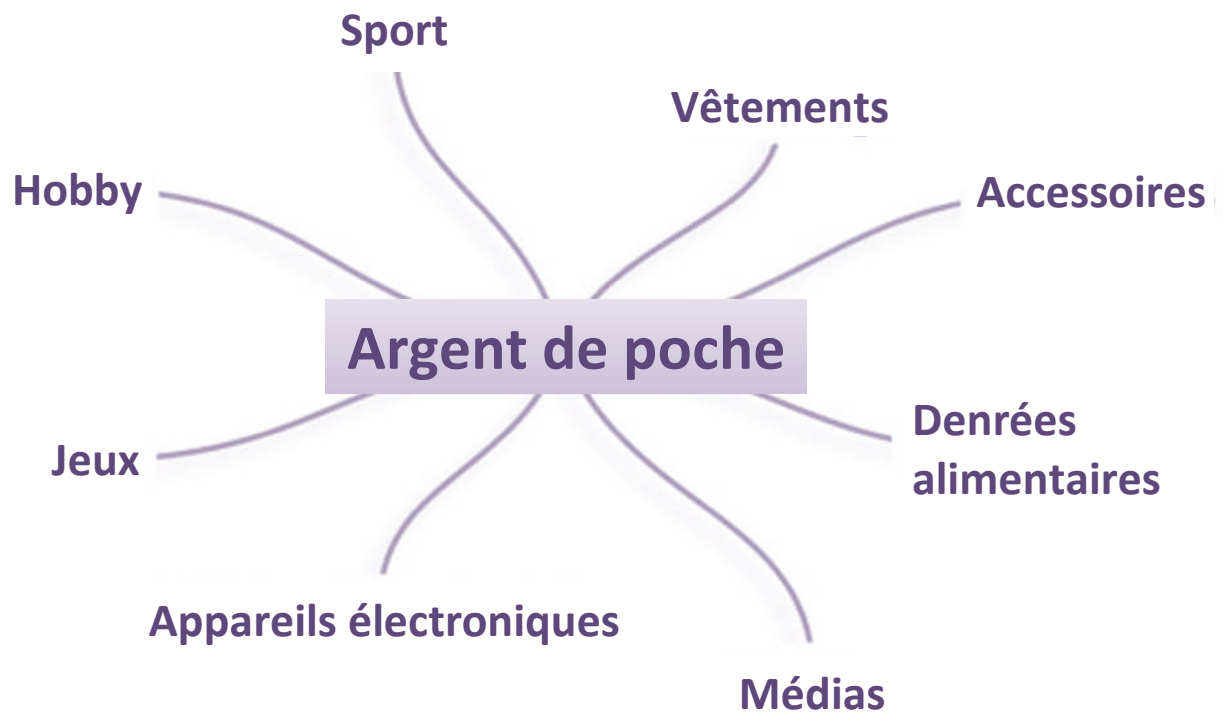 Sport
Vêtements
Hobby
Accessoires
Argent de poche
Denrées
alimentaires
Jeux
Appareils électroniques
Médias